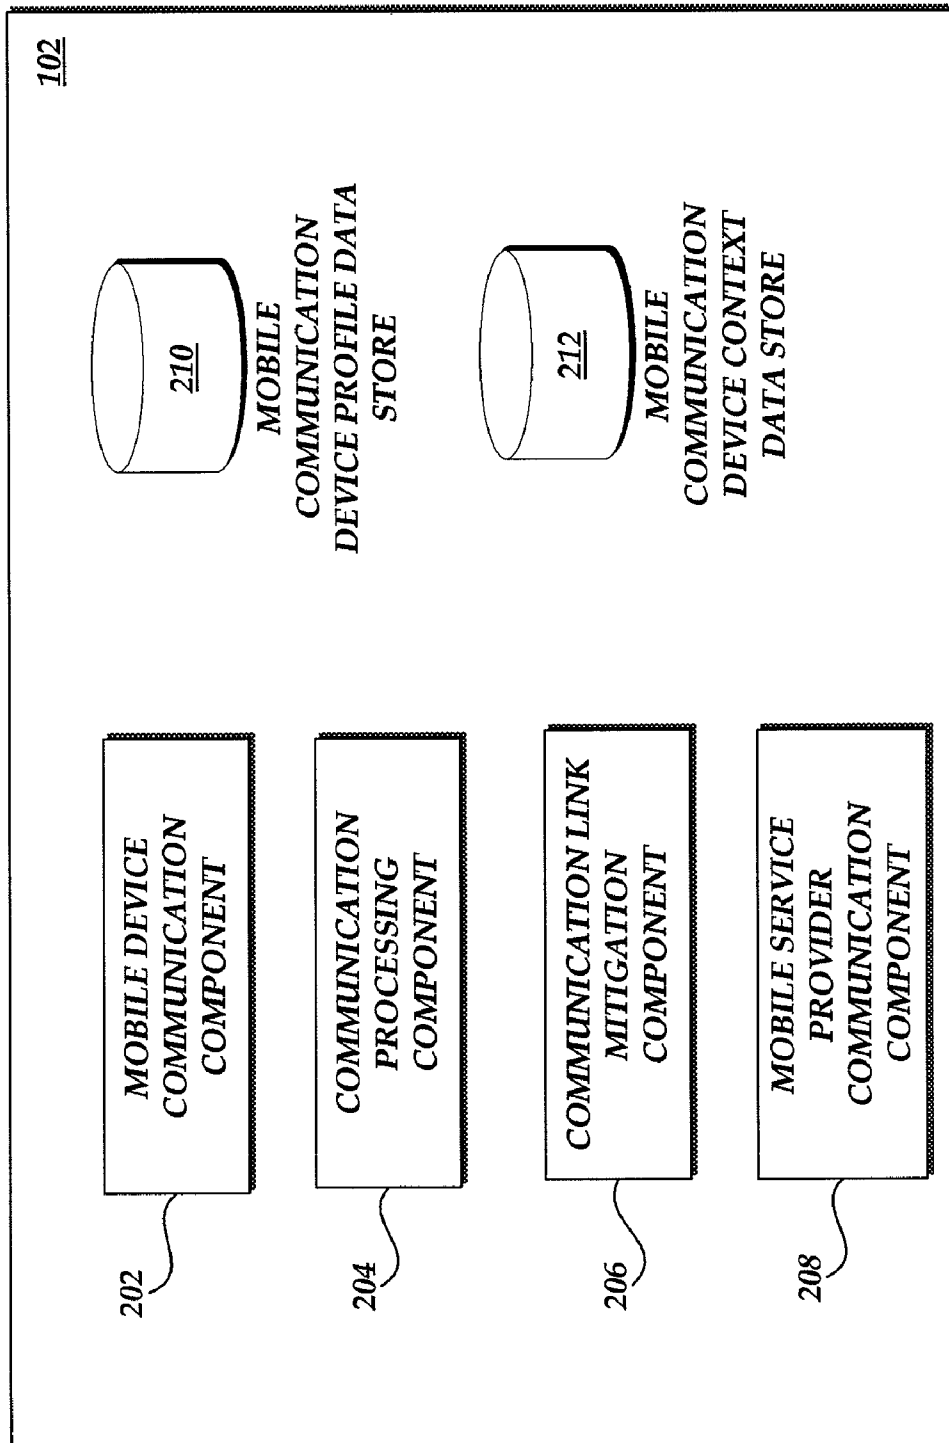 102
202
MOBILE DEVICE
COMMUNICATION
COMPONENT
204
COMMUNICATION
PROCESSING
COMPONENT
206
COMMUNICATION LINK
MITIGATION
COMPONENT
208
MOBILE SERVICE
PROVIDER
COMMUNICATION
COMPONENT
210
MOBILE
COMMUNICATION
DEVICE PROFILE DATA
STORE
212
MOBILE
COMMUNICATION
DEVICE CONTEXT
DATA STORE